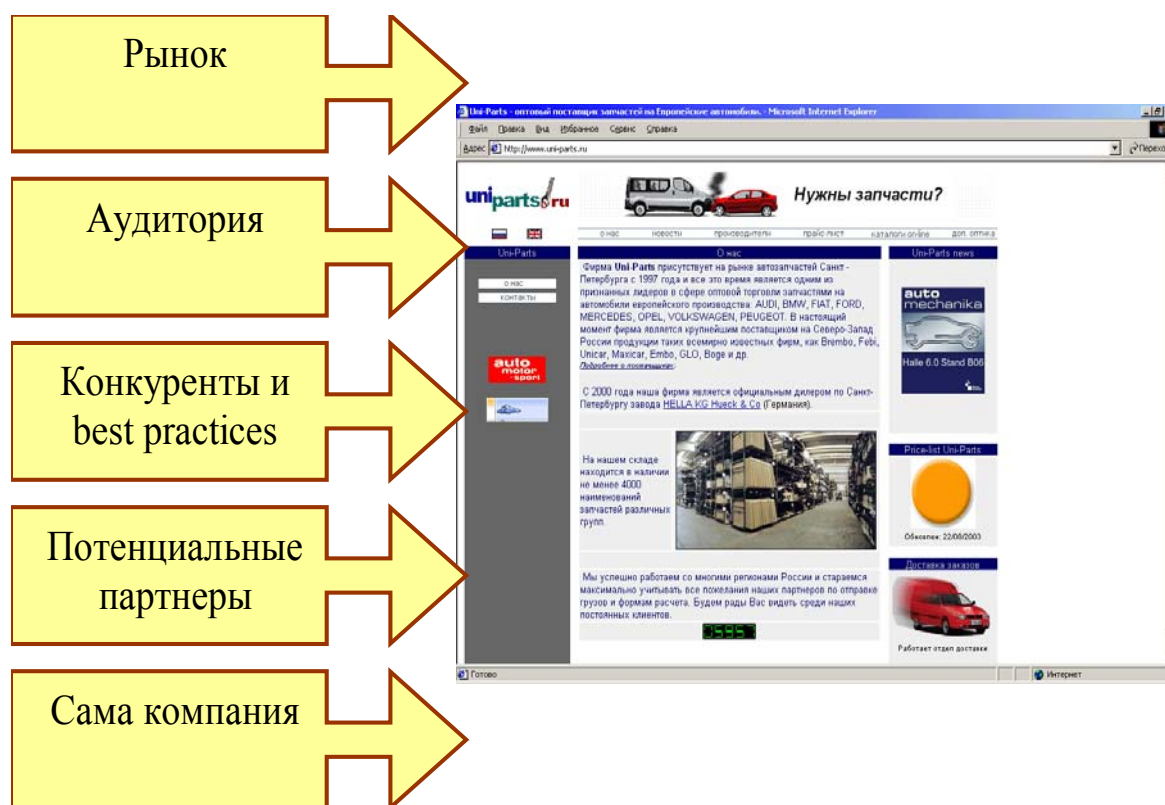 Рынок
Аудитория
Конкуренты и
best practices
Потенциальные
партнеры
Сама компания
Uni-Parts - оптовый поставщик запчастей на Европейские автомобили. - Microsoft Internet Explorer
Файл Правка Вид Избранное Сервис Справка
Адрес http://www.uni-parts.ru Перехо
uniparts.ru
Нужны запчасти?
о нас новости производители прайс-лист каталоги on-line доп. оптика
Uni-Parts
о нас
контакты
auto
motor
sport
О нас
Фирма Uni-Parts присутствует на рынке автозапчастей Санкт -
Петербурга с 1997 года и все это время является одним из
признанных лидеров в сфере оптовой торговли запчастями на
автомобили европейского производства: AUDI, BMW, FIAT, FORD,
MERCEDES, OPEL, VOLKSWAGEN, PEUGEOT. В настоящий
момент фирма является крупнейшим поставщиком на Северо-Запад
России продукции таких всемирно известных фирм, как Brembo, Febi,
Unicar, Maxicar, Embo, GLO, Boge и др.
Подробнее о поставщиках.
С 2000 года наша фирма является официальным дилером по Санкт-
Петербургу завода HELLA KG Hueck & Co (Германия).
На нашем складе
находится в наличии
не менее 4000
наименований
запчастей различных
групп.
Мы успешно работаем со многими регионами России и стараемся
максимально учитывать все пожелания наших партнеров по отправке
грузов и формам расчета. Будем рады Вас видеть среди наших
постоянных клиентов.
Uni-Parts news
auto
mechanika
Halle 6.0 Stand B06
Price-list Uni-Parts
22/08/2003
Доставка заказов
Работает отдел доставки
Готово
Интернет